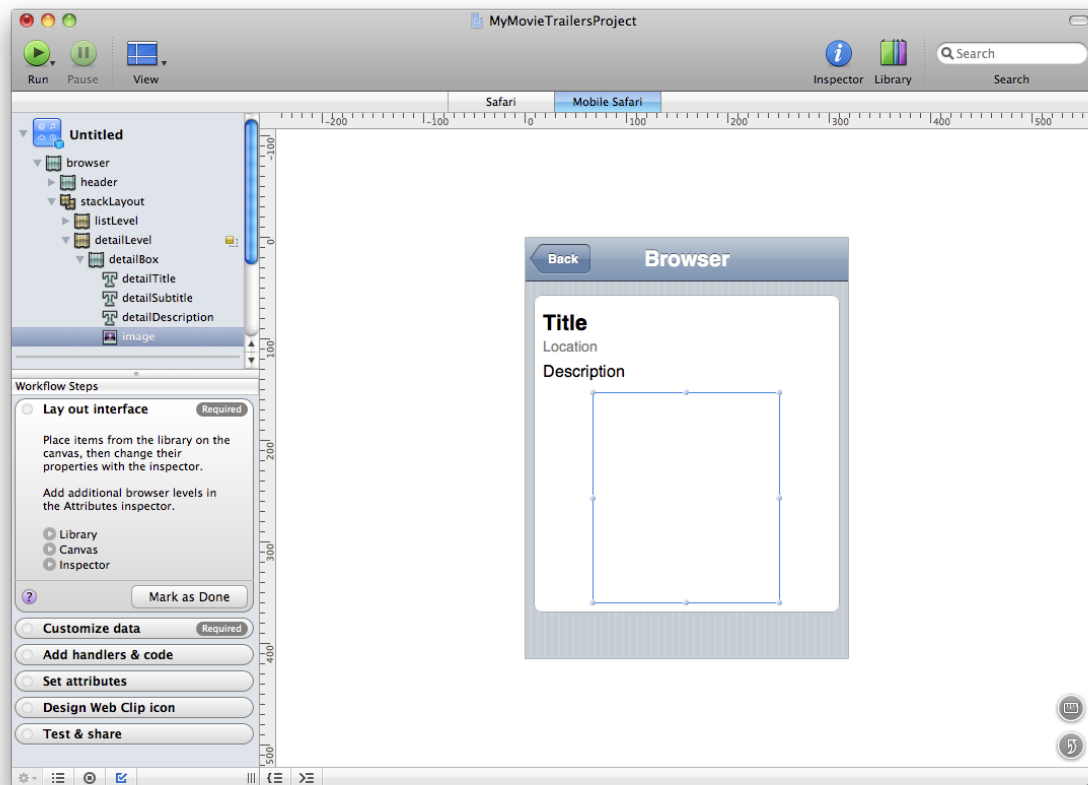 MyMovieTrailersProject
Run
Pause
View
Inspector
Library
Search
Search
Safari
Mobile Safari
-200
-100
0
100
200
300
400
500
Untitled
browser
header
stackLayout
listLevel
detailLevel
detailBox
detailTitle
detailSubtitle
detailDescription
image
Workflow Steps
Lay out interface
Required
Place items from the library on the
canvas, then change their
properties with the inspector.
Add additional browser levels in
the Attributes inspector.
Library
Canvas
Inspector
?
Mark as Done
Customize data
Required
Add handlers & code
Set attributes
Design Web Clip icon
Test & share
-100
0
100
200
300
400
500
Back
Browser
Title
Location
Description